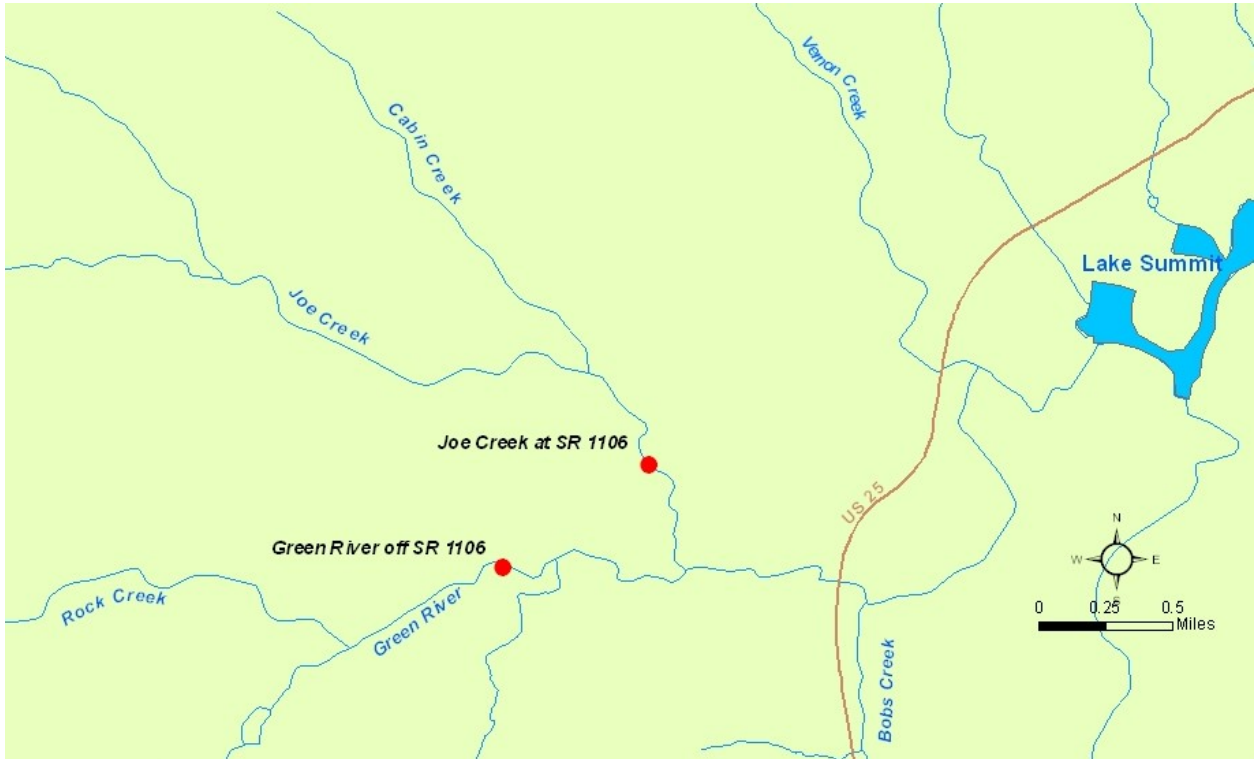 Cabin Creek
Vernon Creek
Lake Summit
Joe Creek
Joe Creek at SR 1106
US 25
Green River off SR 1106
Rock Creek
Green River
Bobs Creek
N
W E
S
0 0.25 0.5
Miles